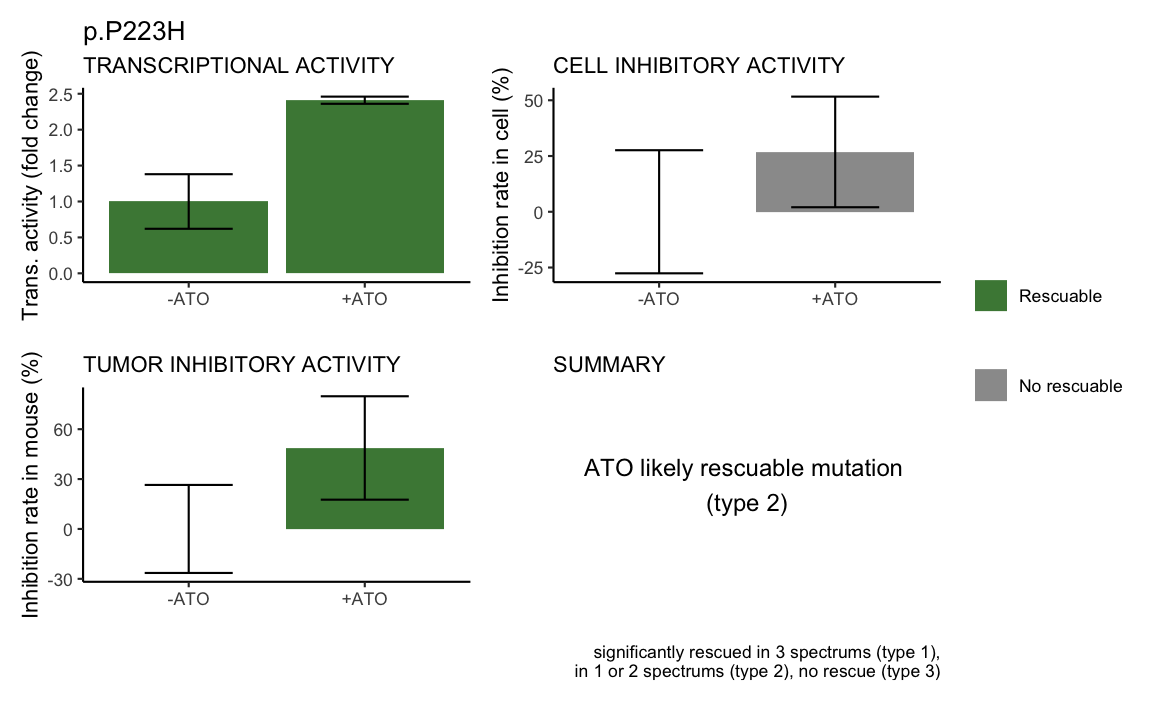 p.P223H
TRANSCRIPTIONAL ACTIVITY
Trans. activity (fold change)
2.5
2.0
1.5
1.0
0.5
0.0
-ATO +ATO
CELL INHIBITORY ACTIVITY
Inhibition rate in cell (%)
50
25
0
-25
-ATO +ATO
Rescuable
No rescuable
TUMOR INHIBITORY ACTIVITY
Inhibition rate in mouse (%)
60
30
0
-30
-ATO +ATO
SUMMARY
ATO likely rescuable mutation
(type 2)
significantly rescued in 3 spectrums (type 1),
in 1 or 2 spectrums (type 2), no rescue (type 3)